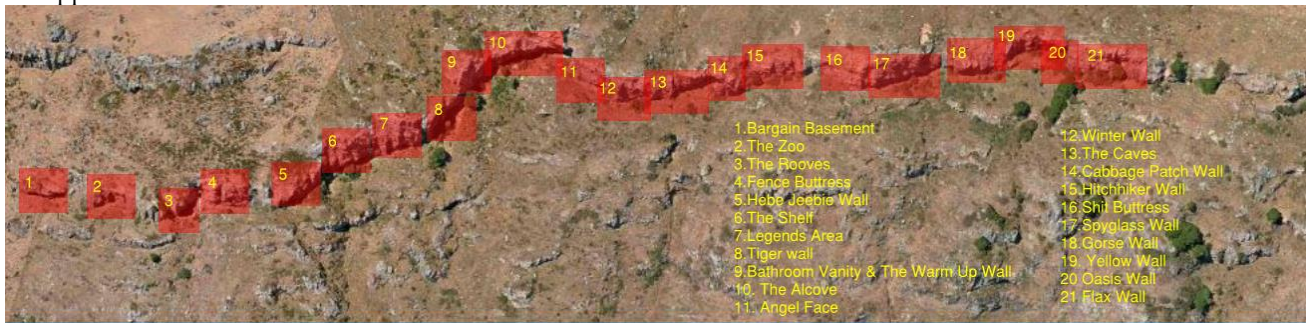 1
2
3
4
5
6
7
8
9
10
11
12
13
14
15
16
17
18
19
20
21
1.Bargain Basement
2.The Zoo
3.The Rooves
4.Fence Buttress
5.Hebe Jeebie Wall
6.The Shelf
7.Legends Area
8.Tiger wall
9.Bathroom Vanity & The Warm Up Wall
10. The Alcove
11. Angel Face
12.Winter Wall
13.The Caves
14.Cabbage Patch Wall
15.Hitchhiker Wall
16.Shit Buttress
17.Spyglass Wall
18.Gorse Wall
19. Yellow Wall
20 Oasis Wall
21 Flax Wall